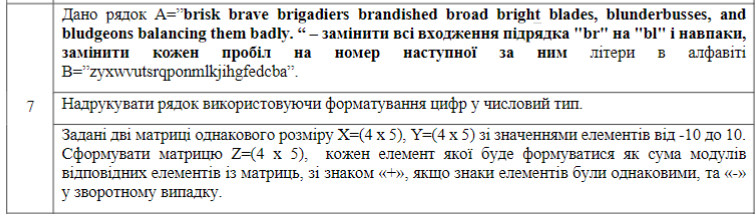 Дано рядок A=”brisk brave brigadiers brandished broad bright blades, blunderbusses, and
bludgeons balancing them badly. “ – замінити всі входження підрядка "br" на "bl" і навпаки,
замінити кожен пробіл на номер наступної за ним літери в алфавіті
B=”zyxwvutsrqponmlkjihgfedcba”.
7
Надрукувати рядок використовуючи форматування цифр у числовий тип.
Задані дві матриці однакового розміру X=(4 x 5), Y=(4 x 5) зі значеннями елементів від -10 до 10.
Сформувати матрицю Z=(4 x 5), кожен елемент якої буде формуватися як сума модулів
відповідних елементів із матриць, зі знаком «+», якщо знаки елементів були однаковими, та «-»
у зворотному випадку.